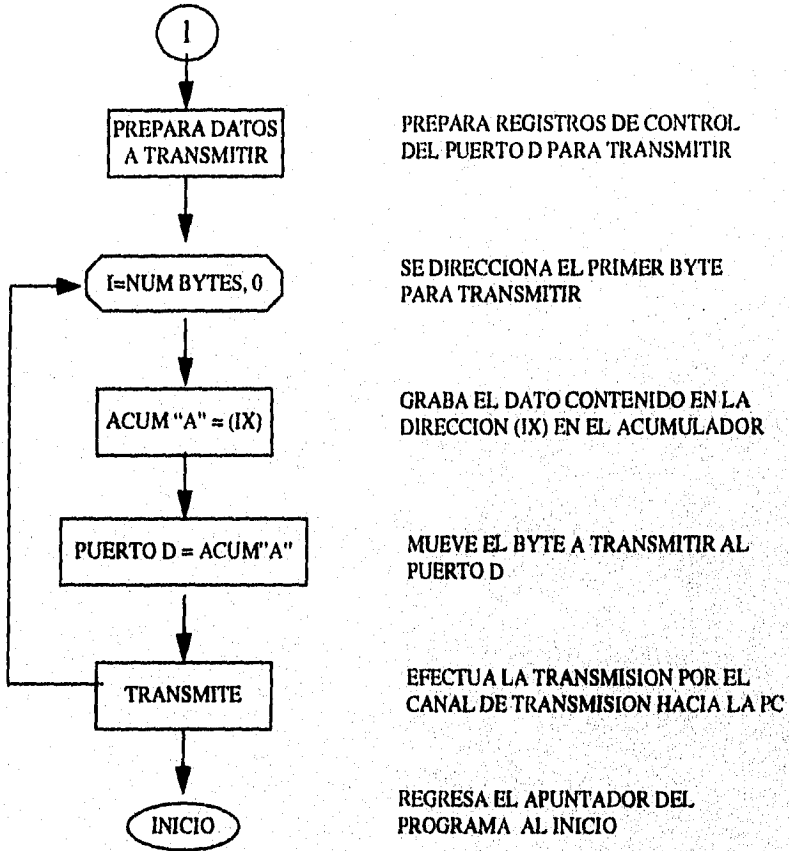 1
PREPARA DATOS
A TRANSMITIR
PREPARA REGISTROS DE CONTROL
DEL PUERTO D PARA TRANSMITIR
I=NUM BYTES, 0
SE DIRECCIONA EL PRIMER BYTE
PARA TRANSMITIR
ACUM "A" = (IX)
GRABA EL DATO CONTENIDO EN LA
DIRECCION (IX) EN EL ACUMULADOR
PUERTO D = ACUM"A"
MUEVE EL BYTE A TRANSMITIR AL
PUERTO D
TRANSMITE
EFECTUA LA TRANSMISION POR EL
CANAL DE TRANSMISION HACIA LA PC
INICIO
REGRESA EL APUNTADOR DEL
PROGRAMA AL INICIO